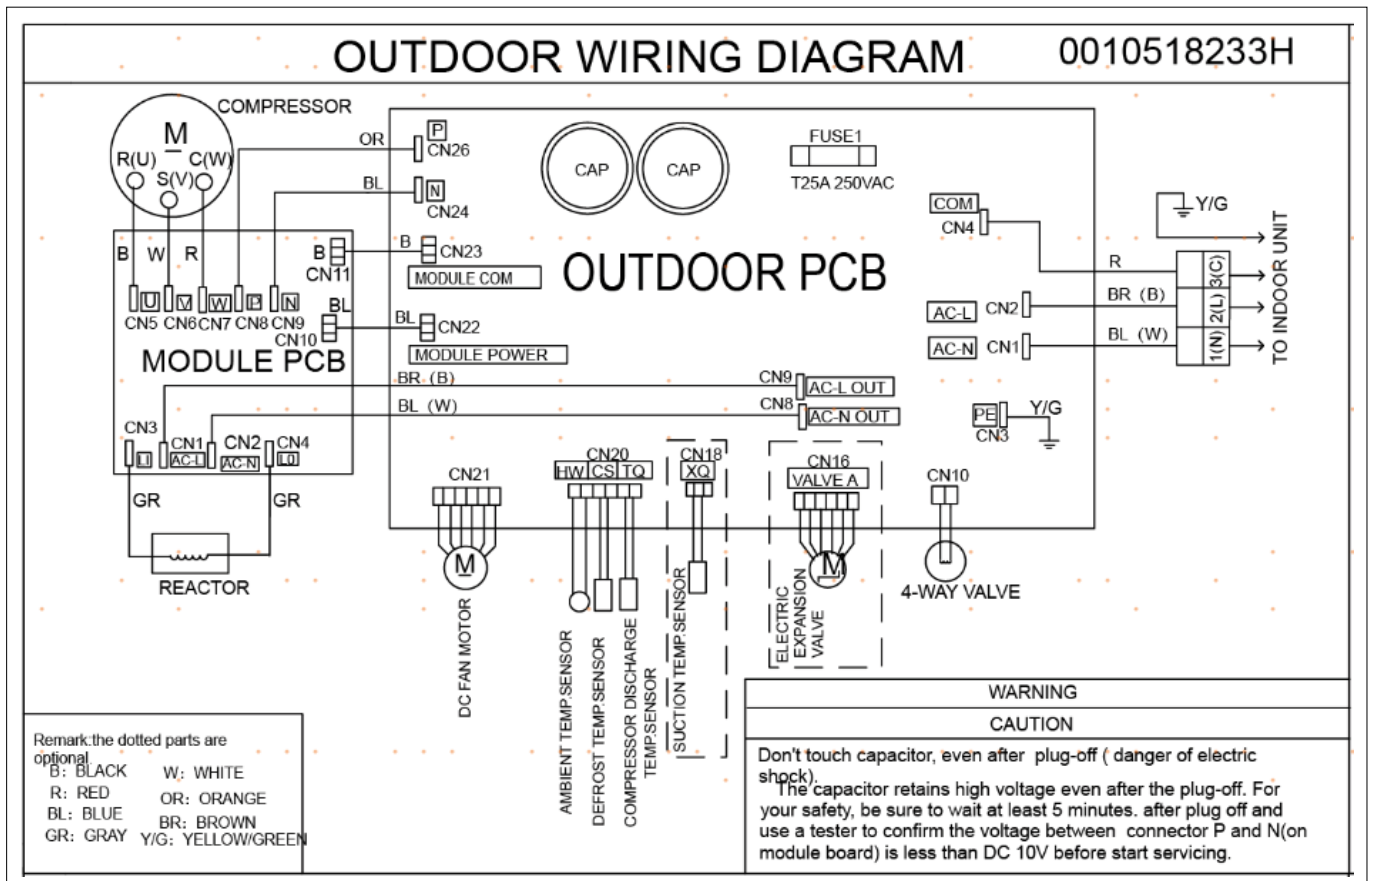 OUTDOOR WIRING DIAGRAM
0010518233H
COMPRESSOR
M
R(U)
C(W)
S(V)
OR
P
CN26
BL
N
CN24
CAP
CAP
FUSE1
T25A 250VAC
COM
CN4
Y/G
TO INDOOR UNIT
B
W
R
B
CN11
B
CN23
MODULE COM
OUTDOOR PCB
R
3(C)
U
V
W
P
N
CN5
CN6
CN7
CN8
CN9
BL
CN10
BL
CN22
MODULE POWER
AC-L
CN2
BR (B)
2(L)
AC-N
CN1
BL (W)
1(N)
MODULE PCB
BR (B)
CN9
AC-L OUT
BL (W)
CN8
AC-N OUT
PE
CN3
Y/G
CN3
CN1
CN2
CN4
LI
AC-L
AC-N
LO
GR
GR
REACTOR
CN21
M
DC FAN MOTOR
CN20
HW
CS
TQ
AMBIENT TEMP.SENSOR
DEFROST TEMP.SENSOR
COMPRESSOR DISCHARGE
TEMP.SENSOR
CN18
XQ
SUCTION TEMP.SENSOR
CN16
VALVE A
M
ELECTRIC
EXPANSION
VALVE
CN10
4-WAY VALVE
Remark:the dotted parts are
optional
B: BLACK
W: WHITE
R: RED
OR: ORANGE
BL: BLUE
BR: BROWN
GR: GRAY
Y/G: YELLOW/GREEN
WARNING
CAUTION
Don't touch capacitor, even after plug-off ( danger of electric
shock).
The capacitor retains high voltage even after the plug-off. For
your safety, be sure to wait at least 5 minutes. after plug off and
use a tester to confirm the voltage between connector P and N(on
module board) is less than DC 10V before start servicing.